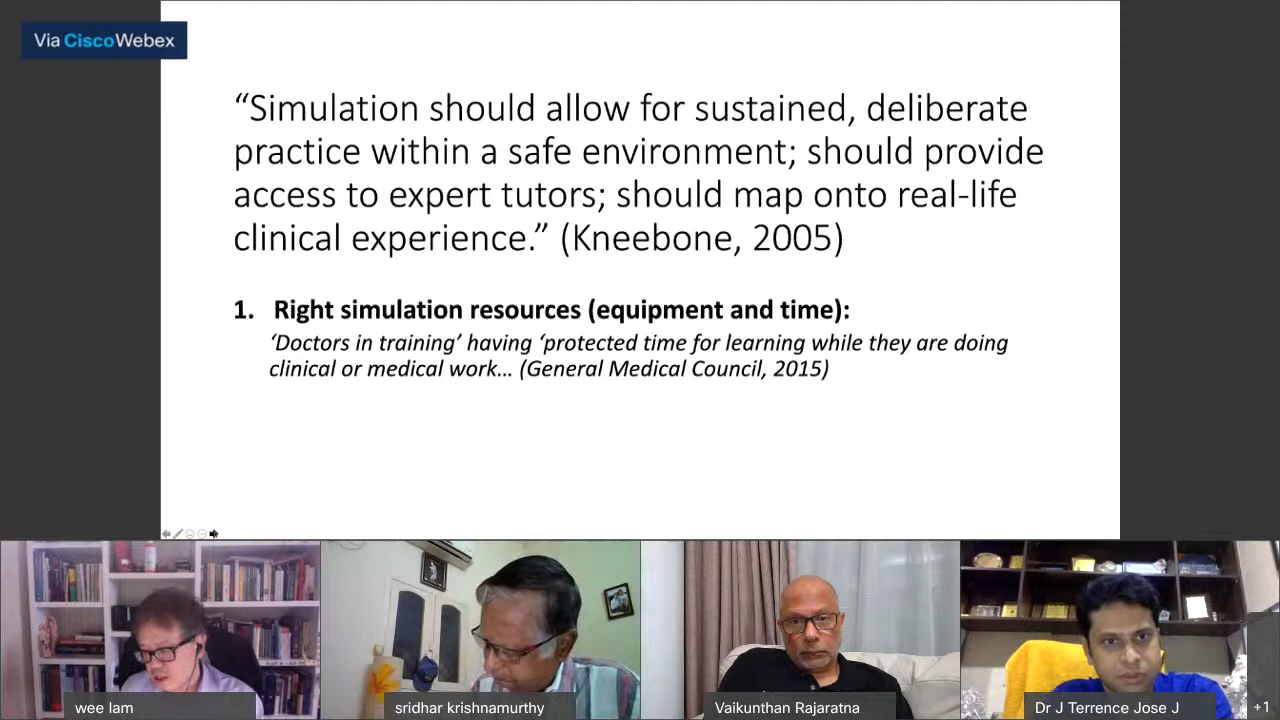 Via CiscoWebex
“Simulation should allow for sustained, deliberate
practice within a safe environment; should provide
access to expert tutors; should map onto real-life
clinical experience.” (Kneebone, 2005)
1. Right simulation resources (equipment and time):
‘Doctors in training’ having ‘protected time for learning while they are doing
clinical or medical work… (General Medical Council, 2015)
wee lam
sridhar krishnamurthy
Vaikunthan Rajaratna
Dr J Terrence Jose J
+1